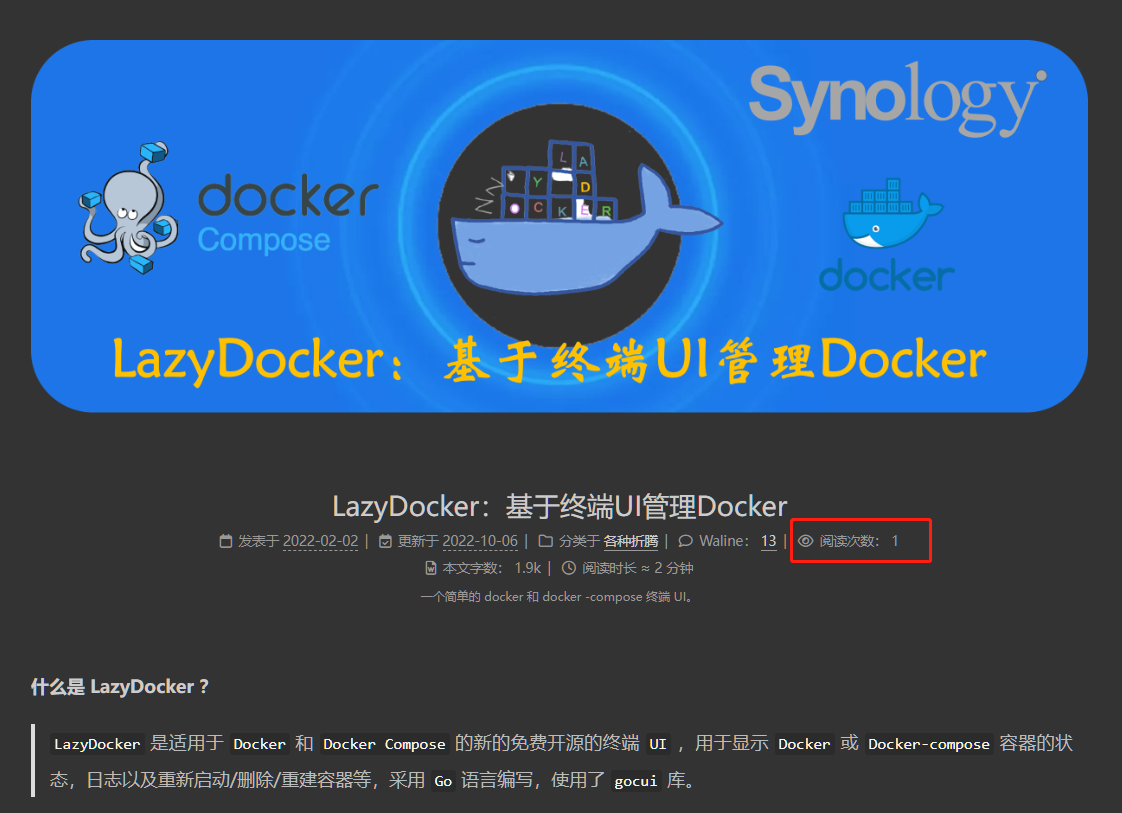 Synology
docker
Compose
LA
YD
CKER
docker
LazyDocker：基于终端UI管理Docker
LazyDocker：基于终端UI管理Docker
发表于 2022-02-02 | 更新于 2022-10-06 | 分类于 各种折腾 | Waline： 13 | 阅读次数： 1
本文字数： 1.9k | 阅读时长 ≈ 2 分钟
一个简单的 docker 和 docker -compose 终端 UI。
什么是 LazyDocker ?
LazyDocker 是适用于 Docker 和 Docker Compose 的新的免费开源的终端 UI ，用于显示 Docker 或 Docker-compose 容器的状
态，日志以及重新启动/删除/重建容器等，采用 Go 语言编写，使用了 gocui 库。